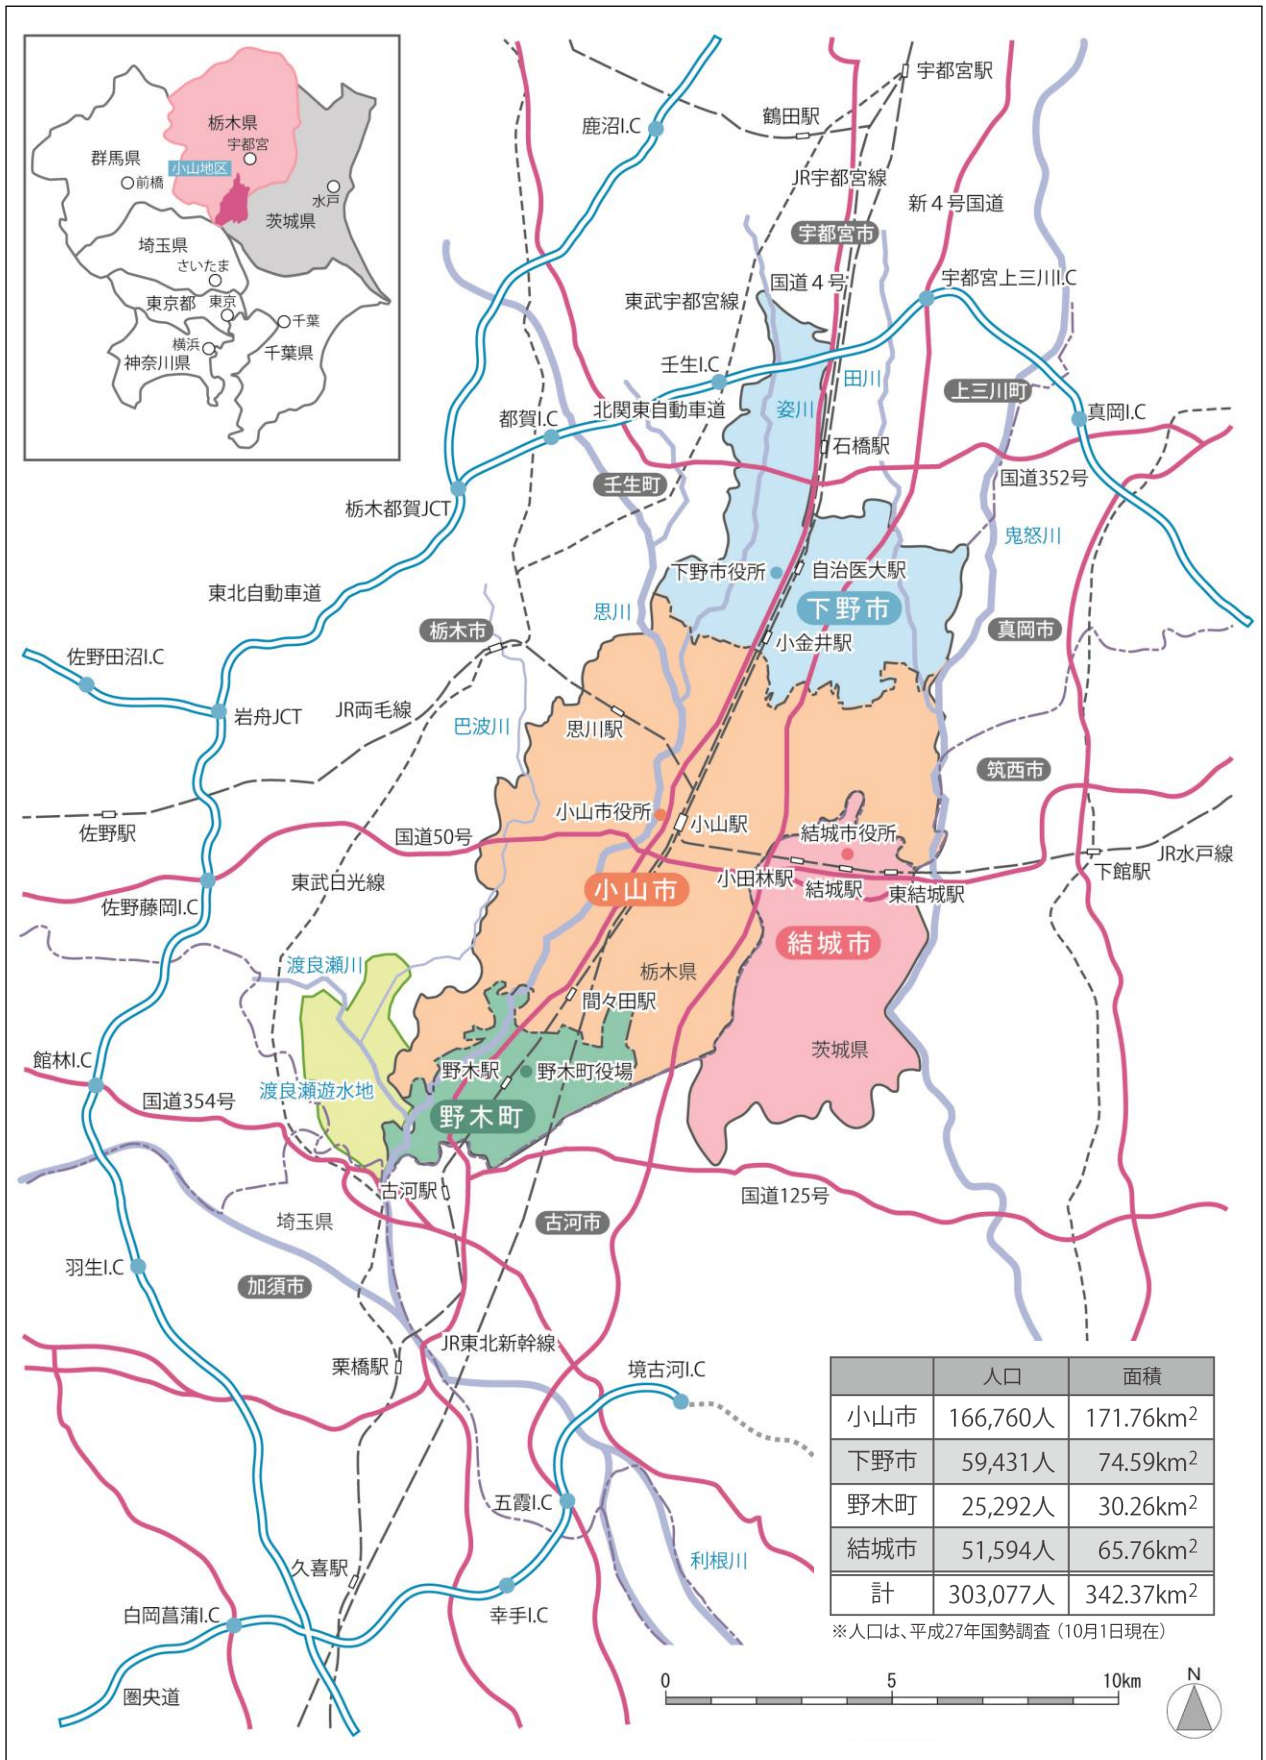 栃木県
宇都宮
群馬県
前橋
小山地区
水戸
茨城県
埼玉県
さいたま
東京都
東京
千葉
横浜
神奈川県
千葉県
宇都宮駅
鶴田駅
鹿沼I.C
JR宇都宮線
新4号国道
宇都宮市
国道4号
宇都宮上三川I.C
東武宇都宮線
壬生I.C
田川
上三川町
姿川
北関東自動車道
都賀I.C
真岡I.C
石橋駅
国道352号
壬生町
栃木都賀JCT
鬼怒川
下野市役所
自治医大駅
東北自動車道
下野市
思川
栃木市
真岡市
小金井駅
佐野田沼I.C
岩舟JCT
JR両毛線
巴波川
思川駅
筑西市
小山市役所
小山駅
佐野駅
国道50号
結城市役所
JR水戸線
下館駅
東武日光線
小田林駅
結城駅
東結城駅
小山市
佐野藤岡I.C
結城市
渡良瀬川
栃木県
間々田駅
茨城県
館林I.C
野木駅
野木町役場
渡良瀬遊水地
国道354号
野木町
古河駅
国道125号
埼玉県
古河市
羽生I.C
加須市
JR東北新幹線
栗橋駅
境古河I.C
人口 面積
小山市 166,760人 171.76km²
下野市 59,431人 74.59km²
野木町 25,292人 30.26km²
結城市 51,594人 65.76km²
計 303,077人 342.37km²
※人口は、平成27年国勢調査(10月1日現在)
五霞I.C
利根川
久喜駅
幸手I.C
白岡菖蒲I.C
圏央道
0 5 10km
N